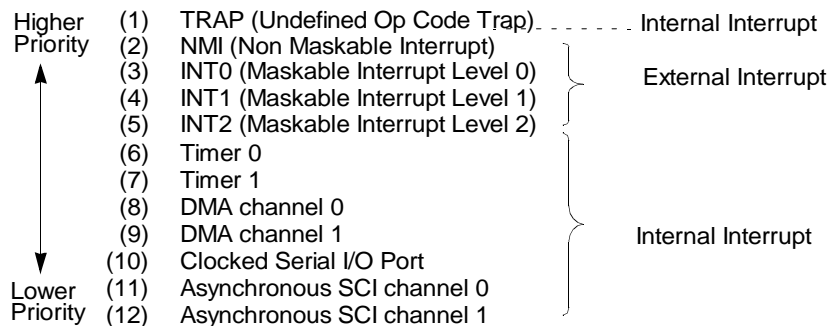 Higher
Priority
(1) TRAP (Undefined Op Code Trap) Internal Interrupt
(2) NMI (Non Maskable Interrupt)
(3) INT0 (Maskable Interrupt Level 0)
External Interrupt
(4) INT1 (Maskable Interrupt Level 1)
(5) INT2 (Maskable Interrupt Level 2)
(6) Timer 0
(7) Timer 1
(8) DMA channel 0
(9) DMA channel 1
Internal Interrupt
(10) Clocked Serial I/O Port
Lower
Priority
(11) Asynchronous SCI channel 0
(12) Asynchronous SCI channel 1